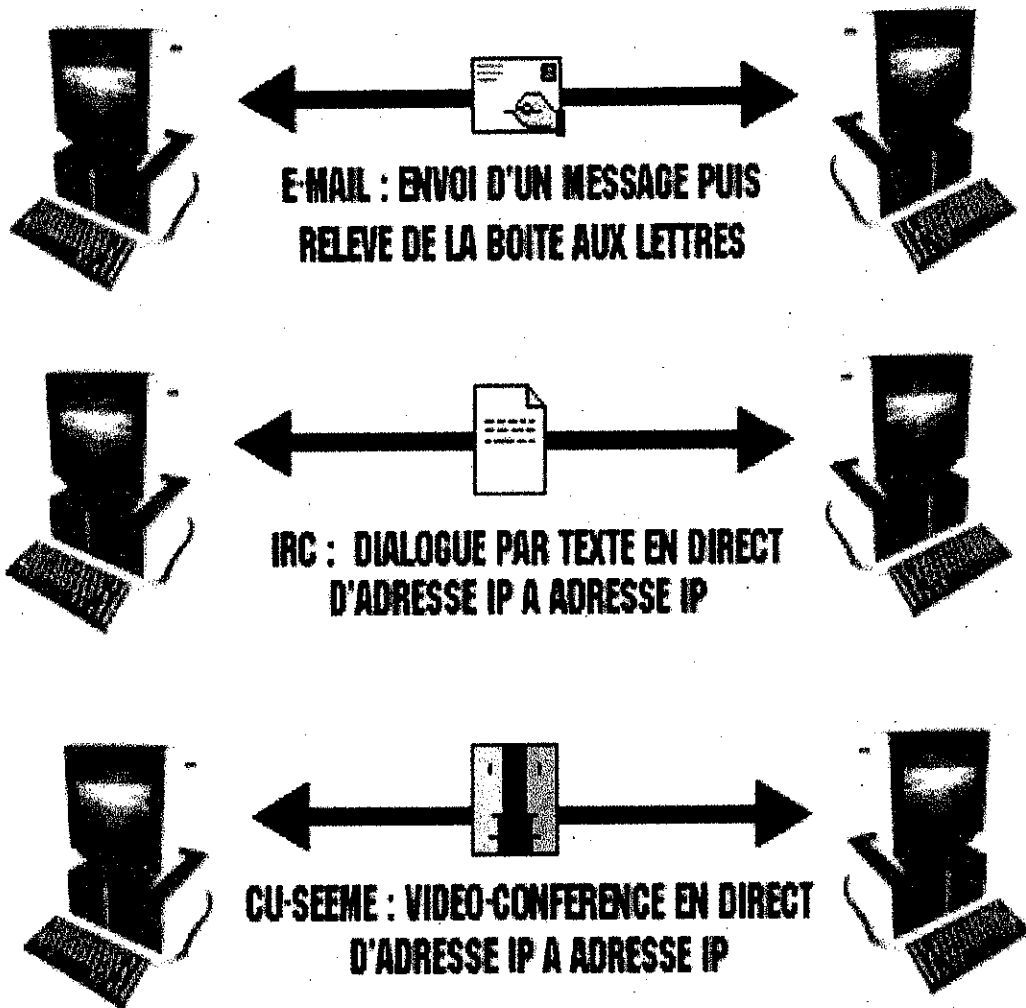 E-MAIL : ENVOI D'UN MESSAGE PUIS
RELEVE DE LA BOITE AUX LETTRES
IRC : DIALOGUE PAR TEXTE EN DIRECT
D'ADRESSE IP A ADRESSE IP
CU-SEEME : VIDEO-CONFERENCE EN DIRECT
D'ADRESSE IP A ADRESSE IP